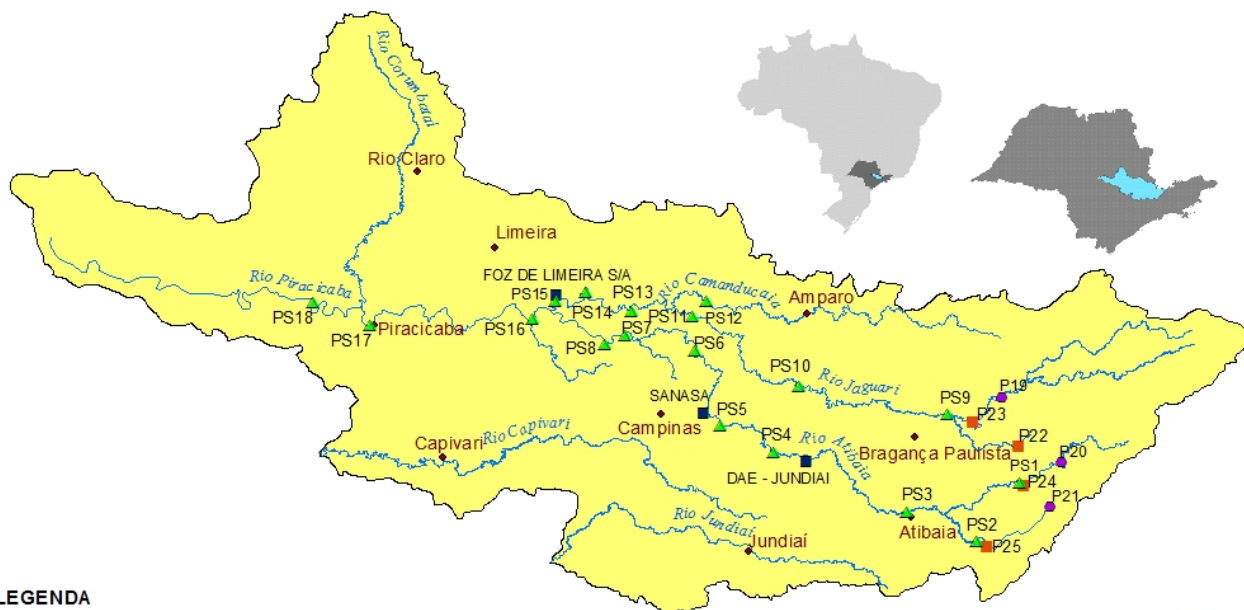 Rio Corumbataí
Rio Claro
Limeira
FOZ DE LIMEIRA S/A
Rio Piracicaba
PS18
PS17
Piracicaba
PS15
PS16
PS14
PS13
Rio Camanducaia
PS11
PS12
Amparo
PS8
PS7
PS6
PS10
Rio Jaguari
PS9
P19
P23
SANASA
PS5
Campinas
PS4
Rio Atibaia
Bragança Paulista
P22
P20
PS1
P24
P21
Capivari
Rio Capivari
DAE - JUNDIAI
PS3
Atibaia
PS2
P25
Rio Jundiaí
Jundiaí
LEGENDA